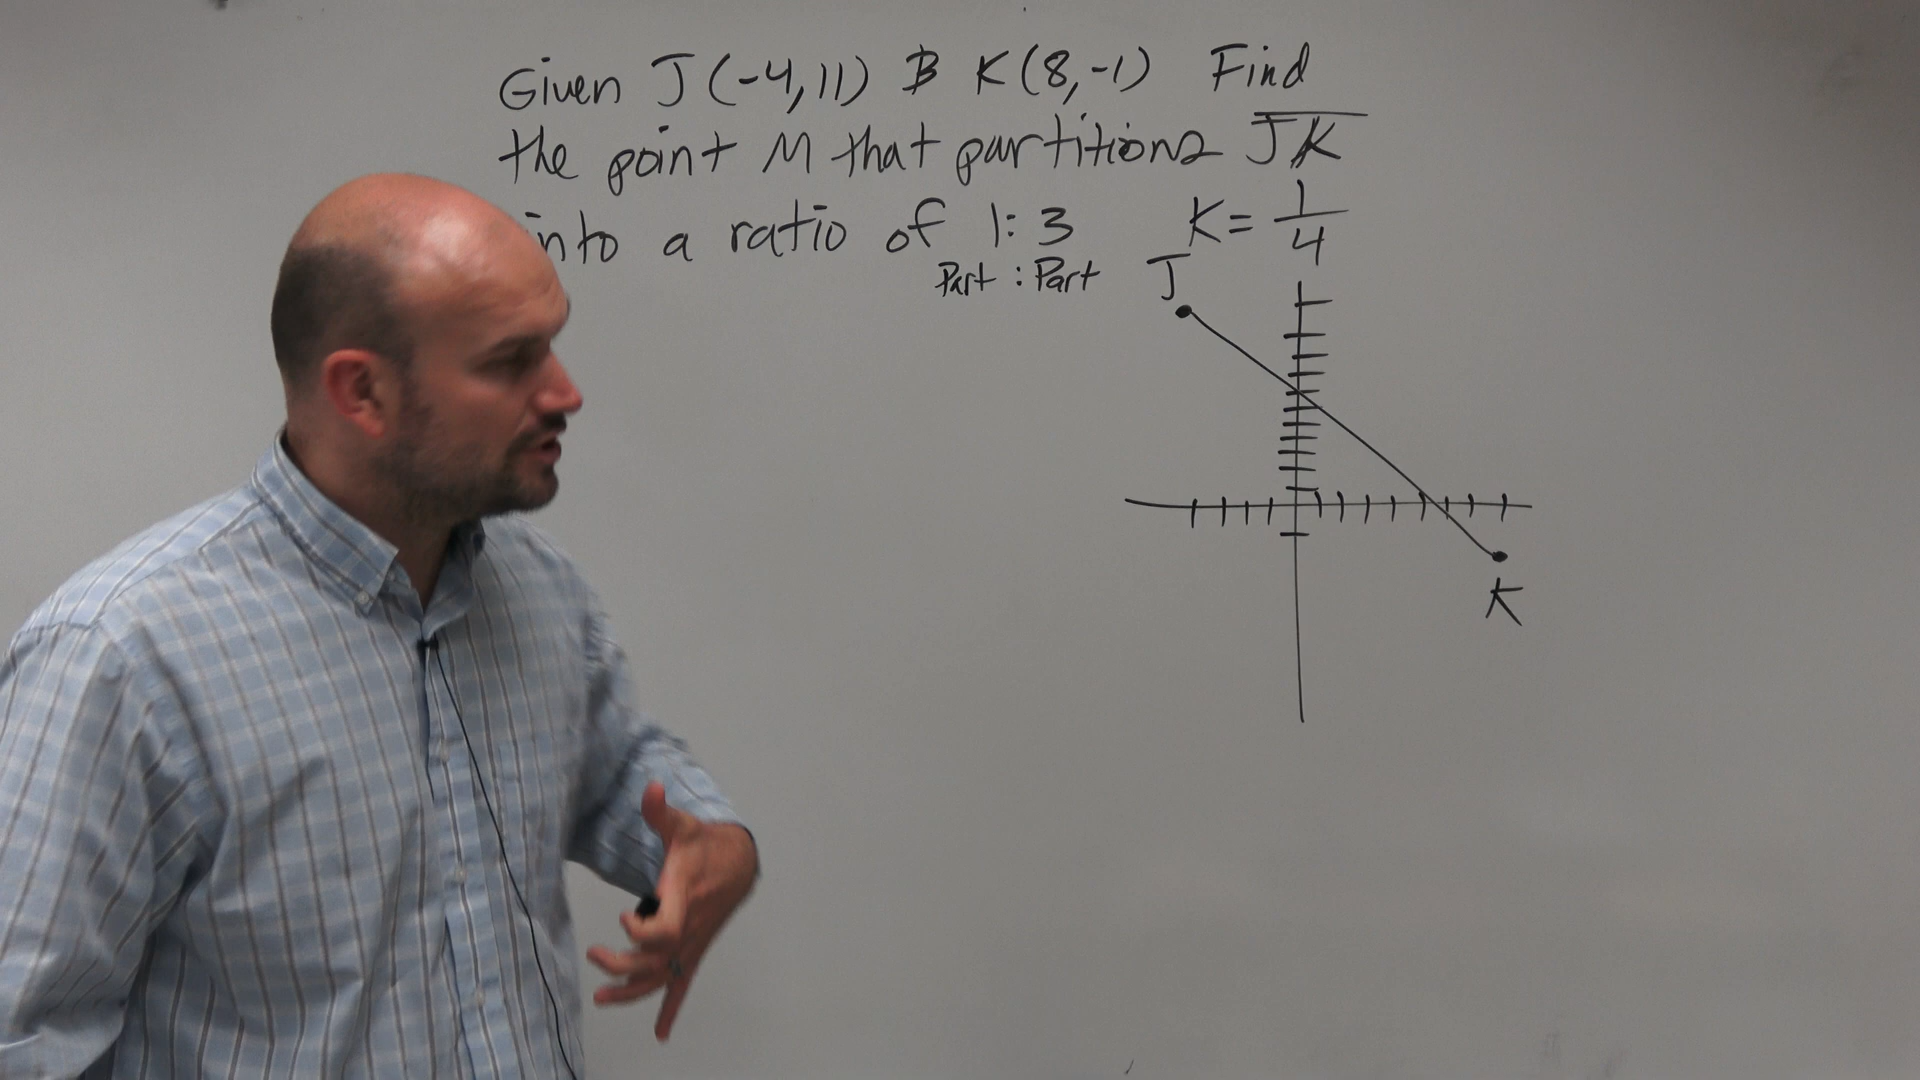 Given J(-4,11) & K(8,-1) Find
the point M that partitions JK
into a ratio of 1:3 K = 1/4
Part : Part
J
K